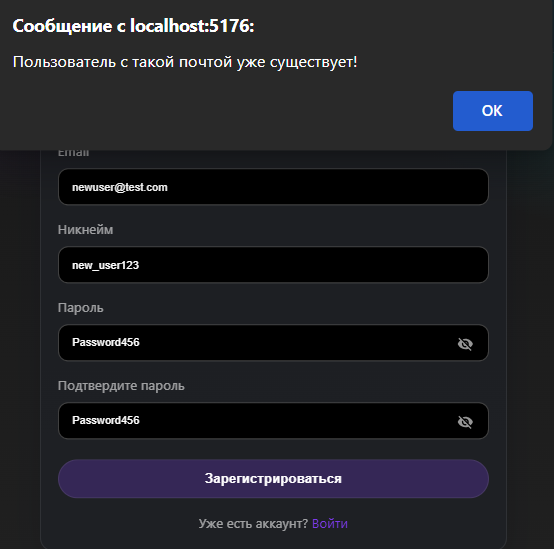 Сообщение с localhost:5176:
Пользователь с такой почтой уже существует!
OK
Email
newuser@test.com
Никнейм
new_user123
Пароль
Password456
Подтвердите пароль
Password456
Зарегистрироваться
Уже есть аккаунт? Войти